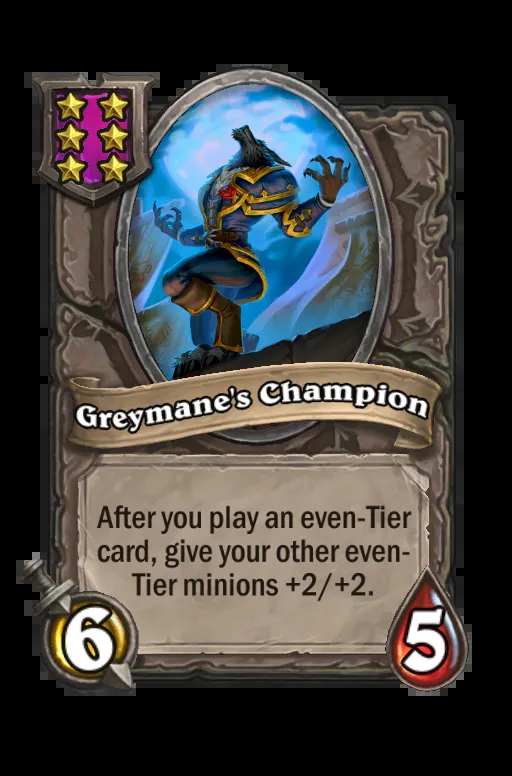 Greymane's Champion
After you play an even-Tier
card, give your other even-
Tier minions +2/+2.
6
5